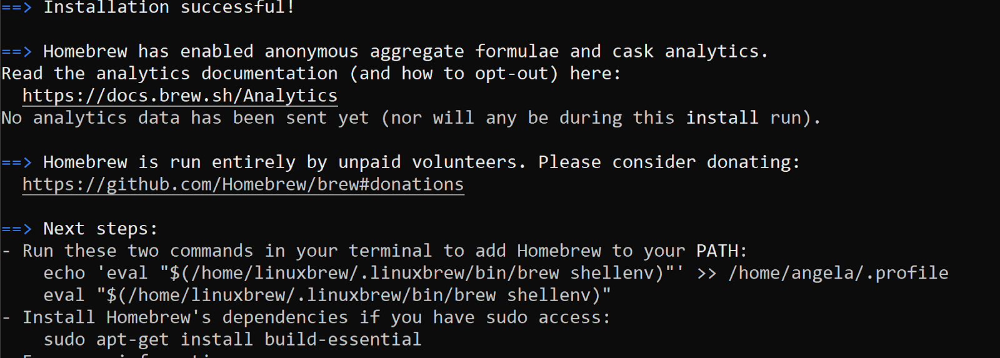 ==> Installation successful!
==> Homebrew has enabled anonymous aggregate formulae and cask analytics.
Read the analytics documentation (and how to opt-out) here:
https://docs.brew.sh/Analytics
No analytics data has been sent yet (nor will any be during this install run).
==> Homebrew is run entirely by unpaid volunteers. Please consider donating:
https://github.com/Homebrew/brew#donations
==> Next steps:
- Run these two commands in your terminal to add Homebrew to your PATH:
echo 'eval "$(/home/linuxbrew/.linuxbrew/bin/brew shellenv)"' >> /home/angela/.profile
eval "$(/home/linuxbrew/.linuxbrew/bin/brew shellenv)"
- Install Homebrew's dependencies if you have sudo access:
sudo apt-get install build-essential